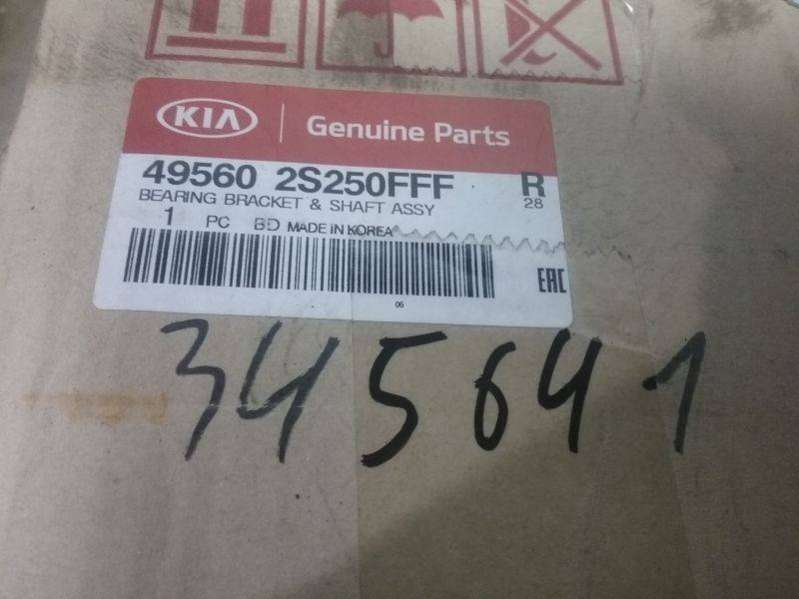 KIA Genuine Parts
49560 2S250FFF R
BEARING BRACKET & SHAFT ASSY 28
1 PC BD MADE IN KOREA
EAC
06
345641